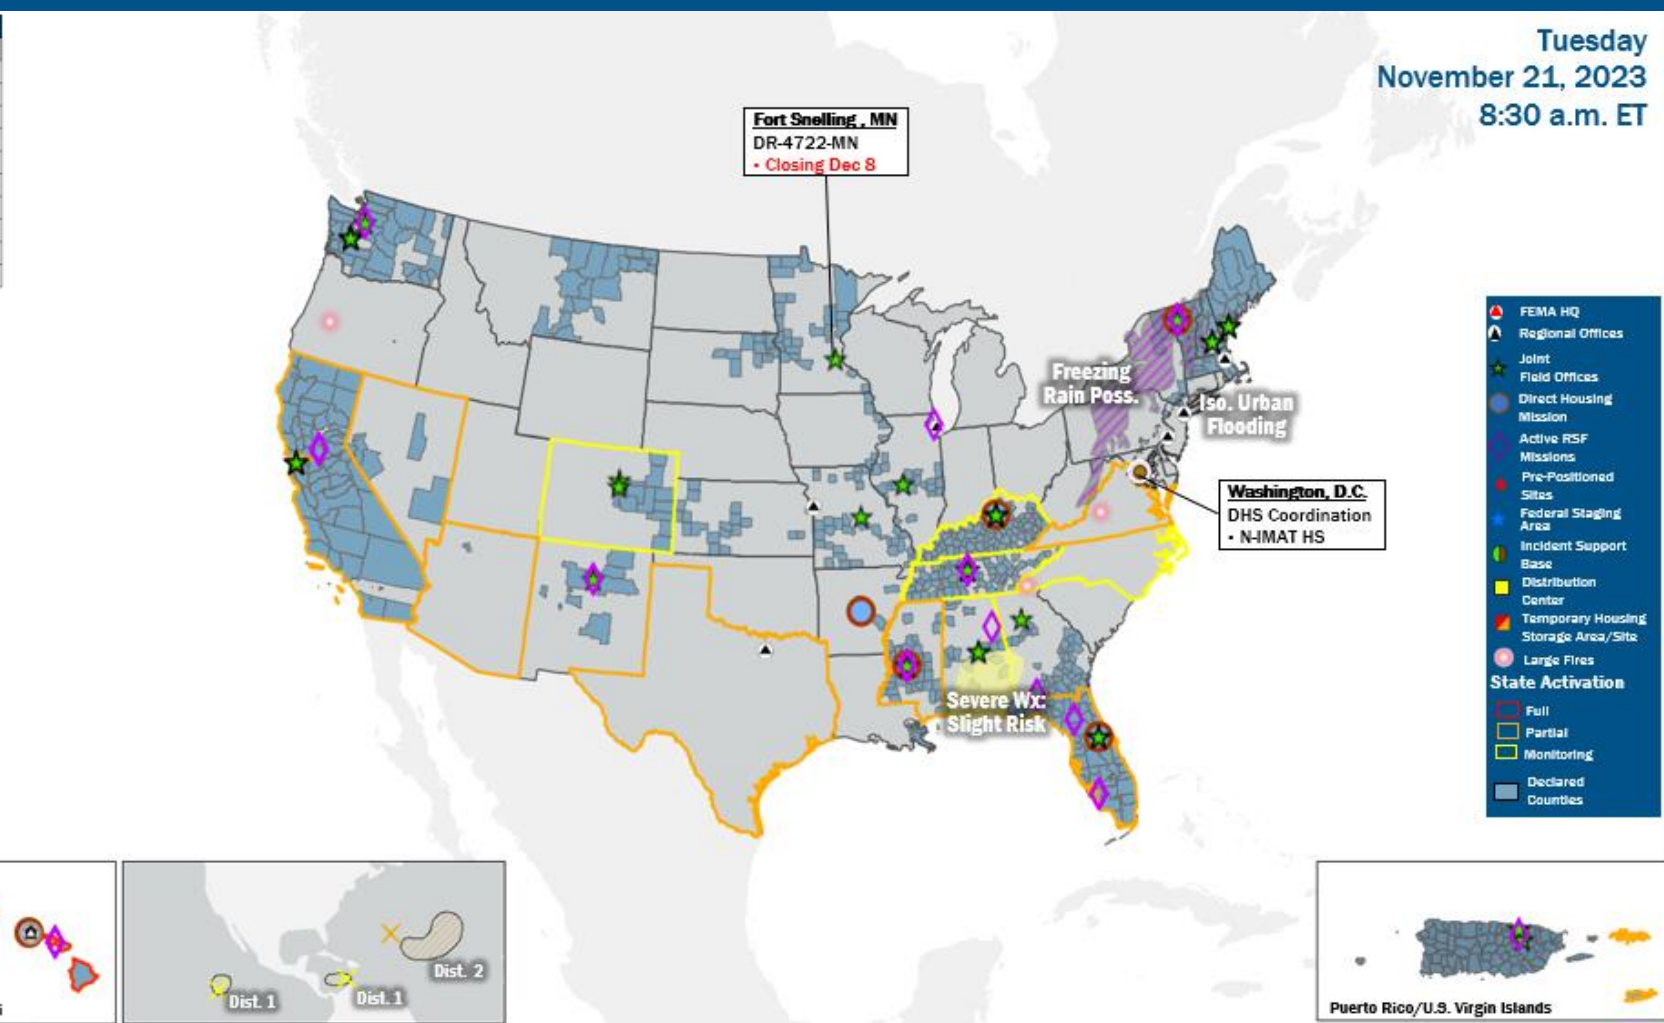 Tuesday
November 21, 2023
8:30 a.m. ET
Fort Snelling , MN
DR-4722-MN
• Closing Dec 8
Freezing
Rain Poss.
Iso. Urban
Flooding
Washington, D.C.
DHS Coordination
• N-IMAT HS
Severe Wx:
Slight Risk
FEMA HQ
Regional Offices
Joint
Field Offices
Direct Housing
Mission
Active RSF
Missions
Pre-Positioned
Sites
Federal Staging
Area
Incident Support
Base
Distribution
Center
Temporary Housing
Storage Area/Site
Large Fires
State Activation
Full
Partial
Monitoring
Declared
Counties
Dist. 1
Dist. 1
Dist. 2
Puerto Rico/U.S. Virgin Islands